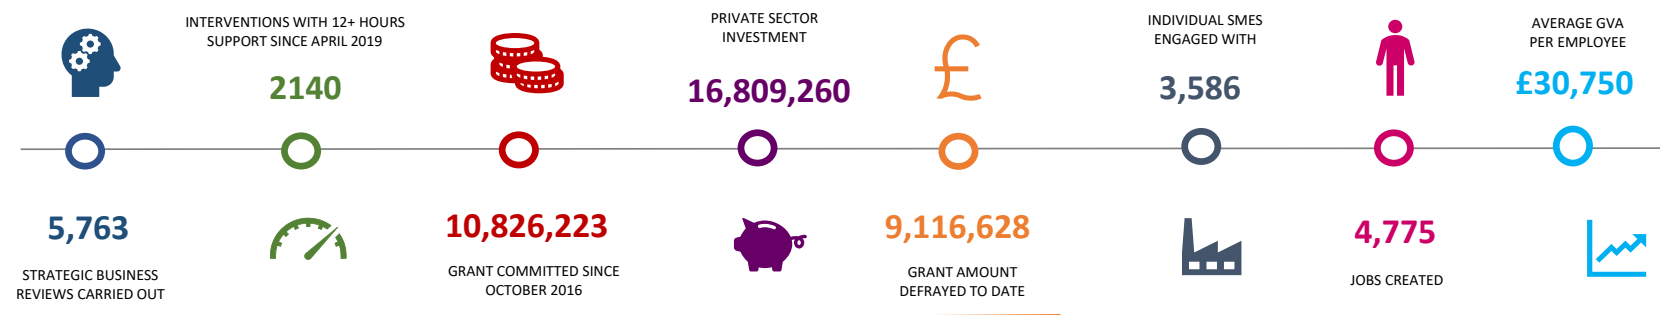 5,763
STRATEGIC BUSINESS
REVIEWS CARRIED OUT
INTERVENTIONS WITH 12+ HOURS
SUPPORT SINCE APRIL 2019
2140
10,826,223
GRANT COMMITTED SINCE
OCTOBER 2016
PRIVATE SECTOR
INVESTMENT
16,809,260
£
9,116,628
GRANT AMOUNT
DEFRAYED TO DATE
INDIVIDUAL SMES
ENGAGED WITH
3,586
4,775
JOBS CREATED
AVERAGE GVA
PER EMPLOYEE
£30,750